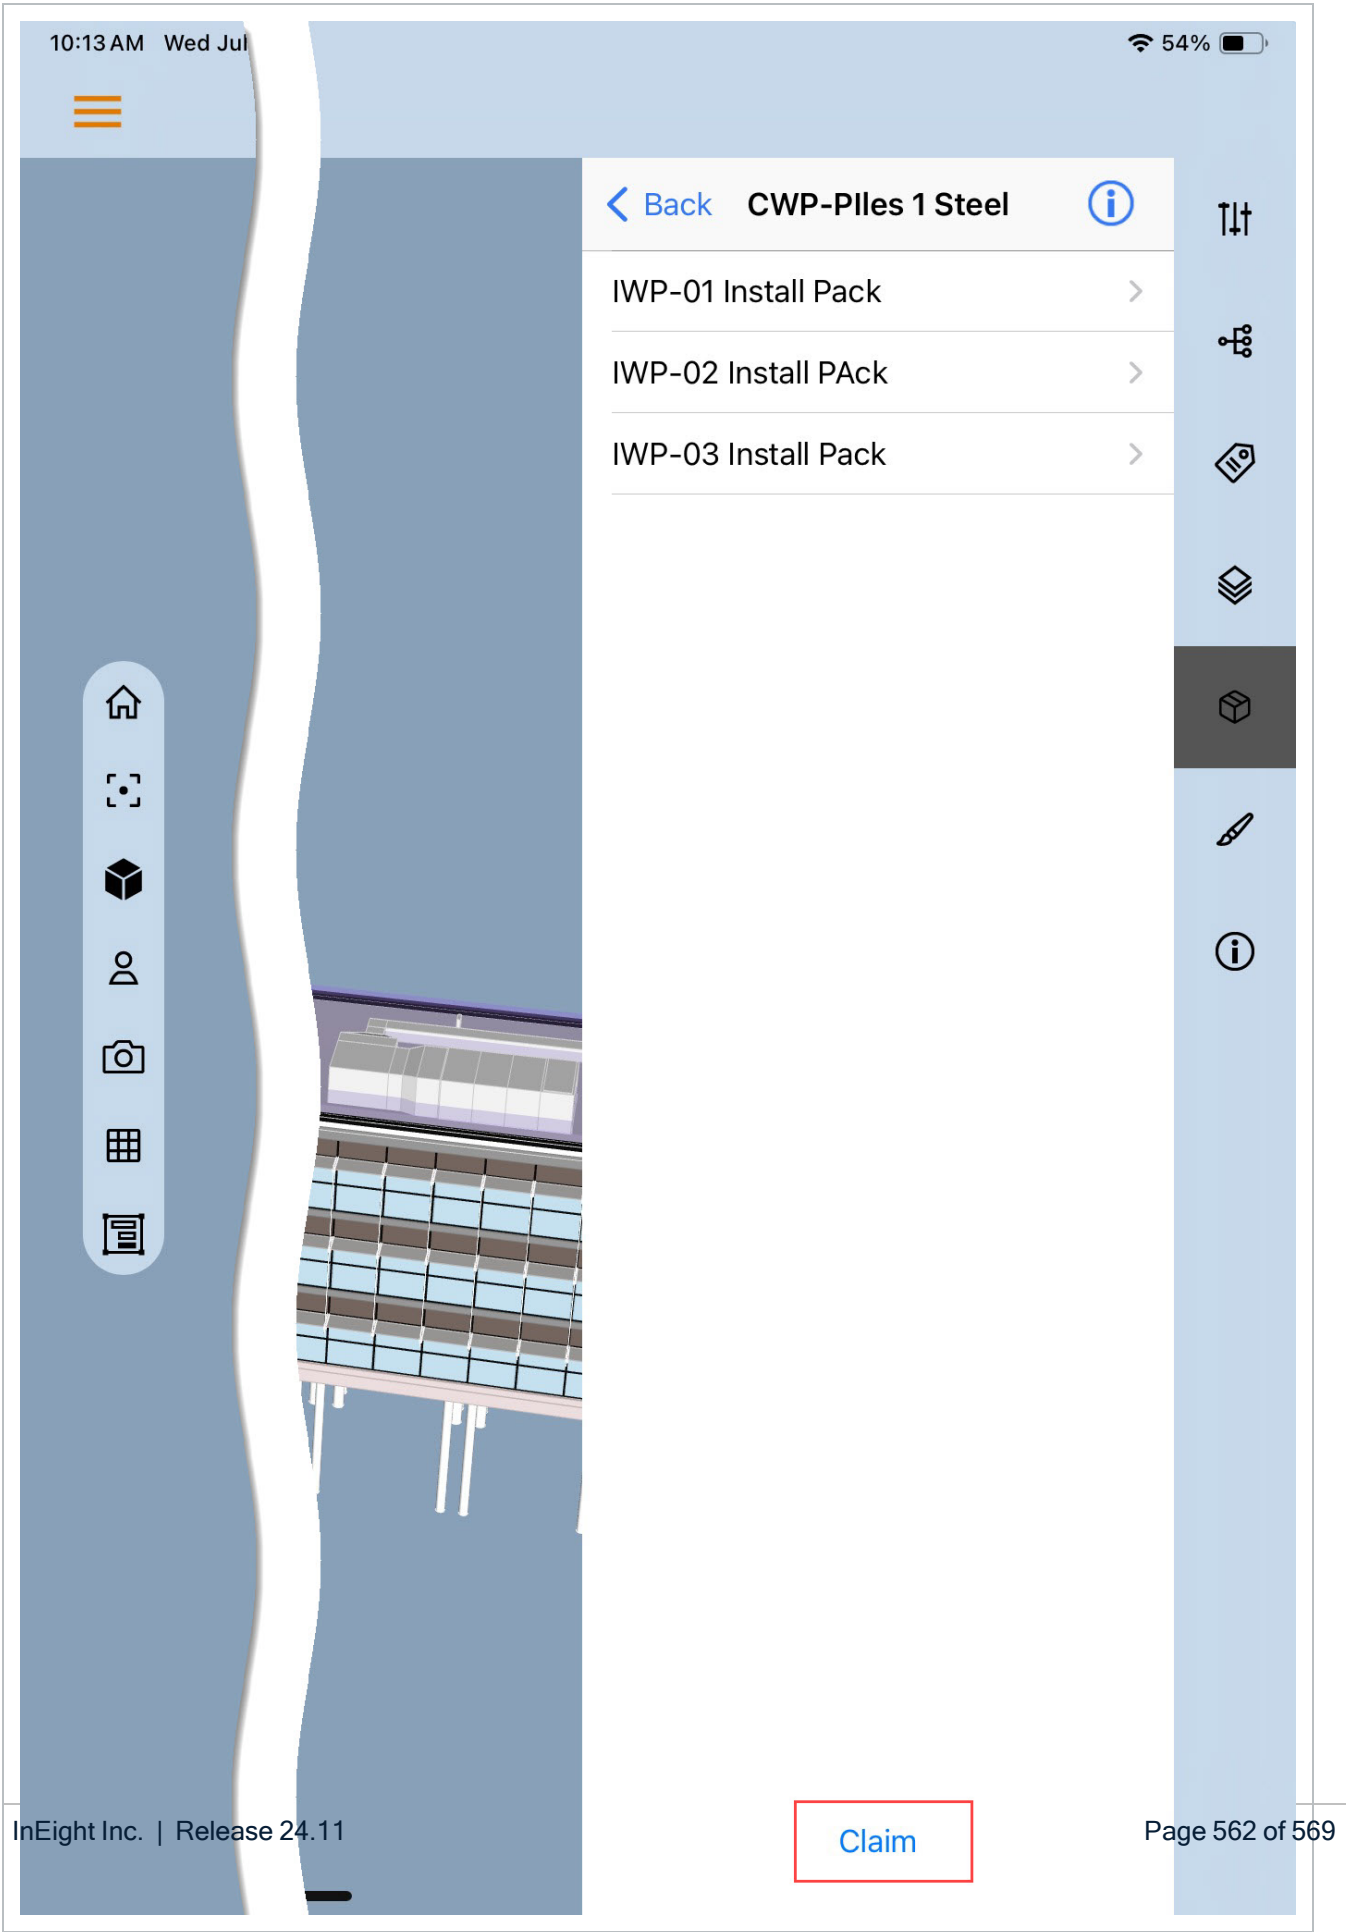 10:13 AM Wed Jul
54%
Back CWP-PIles 1 Steel
IWP-01 Install Pack
IWP-02 Install PAck
IWP-03 Install Pack
Claim
InEight Inc. | Release 24.11
Page 562 of 569